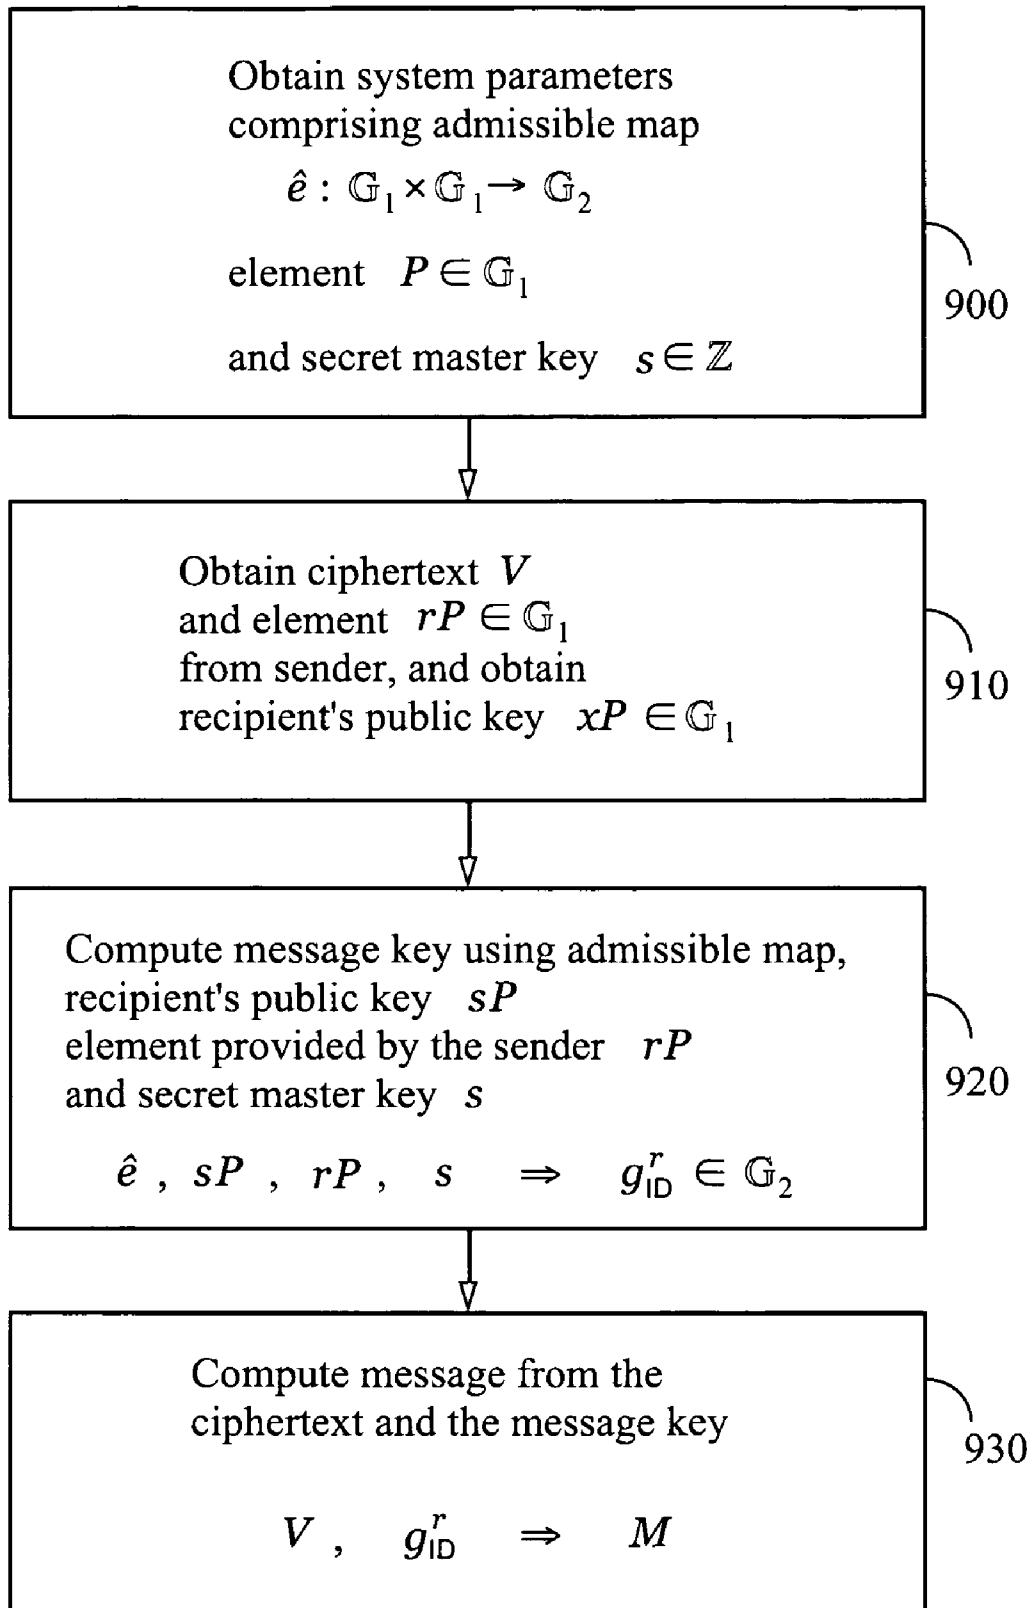 Obtain system parameters
comprising admissible map
ê : 𝔾₁ × 𝔾₁ → 𝔾₂
element P ∈ 𝔾₁
and secret master key s ∈ ℤ
900
Obtain ciphertext V
and element rP ∈ 𝔾₁
from sender, and obtain
recipient's public key xP ∈ 𝔾₁
910
Compute message key using admissible map,
recipient's public key sP
element provided by the sender rP
and secret master key s
ê , sP , rP , s ⇒ g_ID^r ∈ 𝔾₂
920
Compute message from the
ciphertext and the message key
V , g_ID^r ⇒ M
930